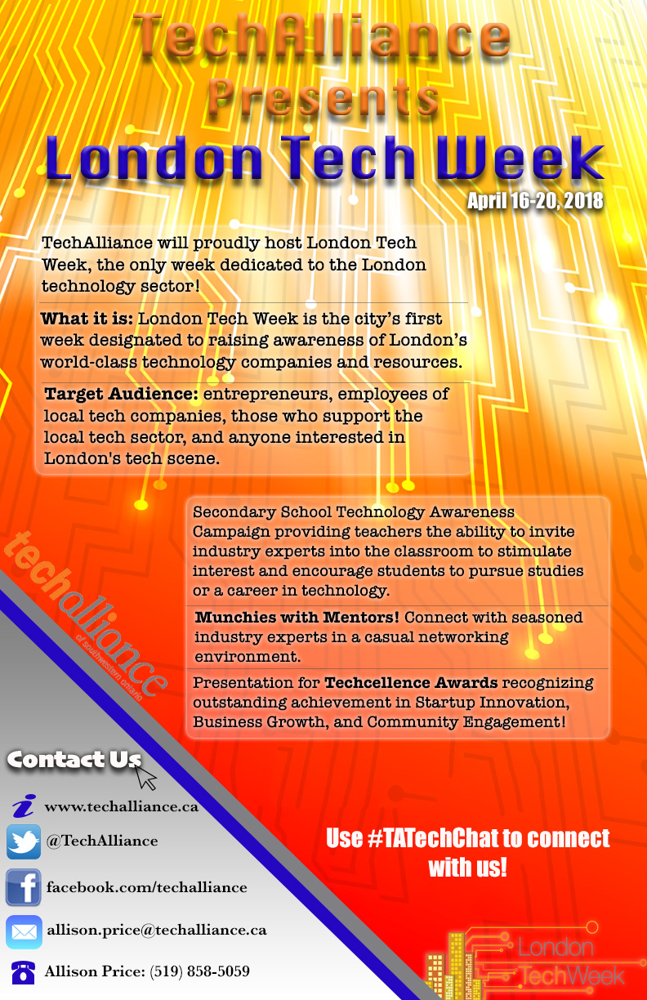 TechAlliance
Presents
London Tech Week
April 16-20, 2018
TechAlliance will proudly host London Tech
Week, the only week dedicated to the London
technology sector!
What it is: London Tech Week is the city's first
week designated to raising awareness of London's
world-class technology companies and resources.
Target Audience: entrepreneurs, employees of
local tech companies, those who support the
local tech sector, and anyone interested in
London's tech scene.
Secondary School Technology Awareness
Campaign providing teachers the ability to invite
industry experts into the classroom to stimulate
interest and encourage students to pursue studies
or a career in technology.
Munchies with Mentors! Connect with seasoned
industry experts in a casual networking
environment.
Presentation for Techcellence Awards recognizing
outstanding achievement in Startup Innovation,
Business Growth, and Community Engagement!
techalliance
of southwestern ontario
Contact Us
www.techalliance.ca
@TechAlliance
facebook.com/techalliance
allison.price@techalliance.ca
Allison Price: (519) 858-5059
Use #TATechChat to connect
with us!
London
TechWeek